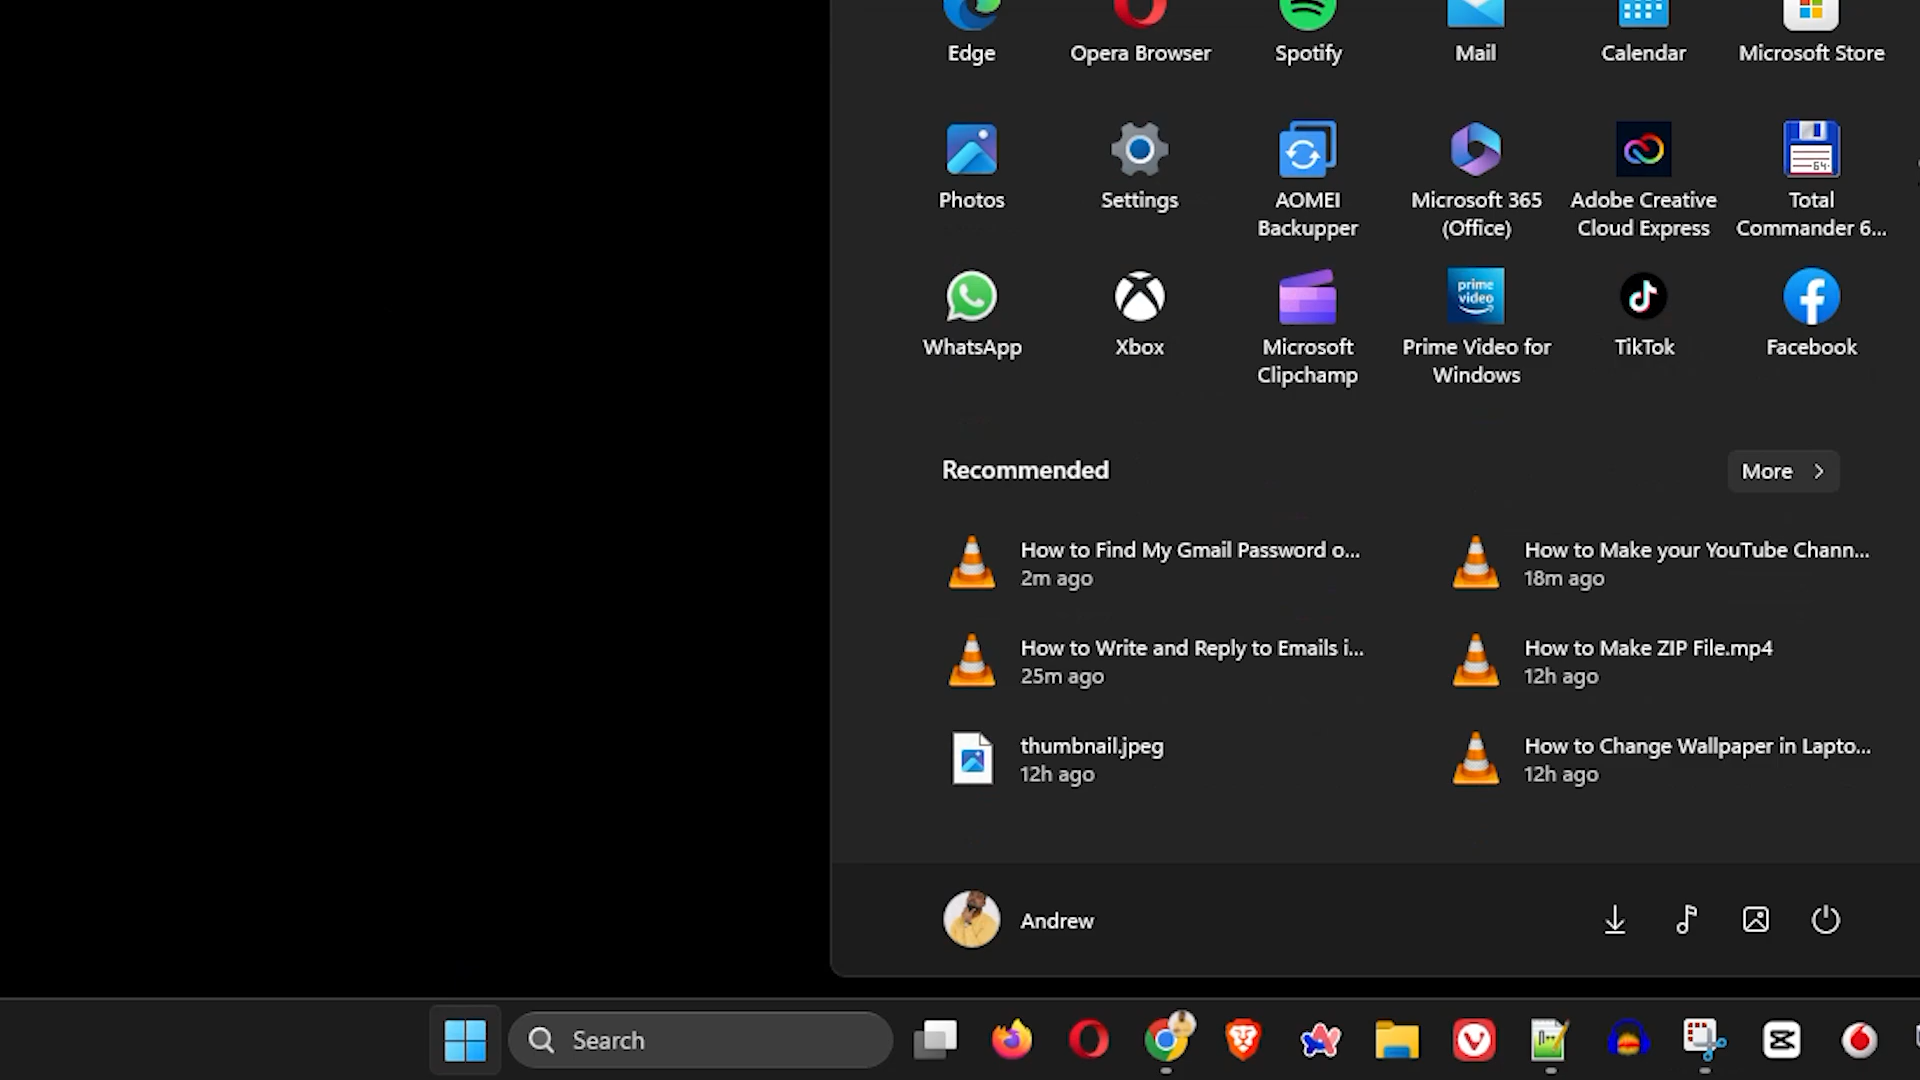 Edge
Opera Browser
Spotify
Mail
Calendar
Microsoft Store
Photos
Settings
AOMEI
Backupper
Microsoft 365
(Office)
Adobe Creative
Cloud Express
64
Total
Commander 6...
WhatsApp
Xbox
Microsoft
Clipchamp
prime
video
Prime Video for
Windows
TikTok
Facebook
Recommended
More
How to Find My Gmail Password o...
2m ago
How to Make your YouTube Chann...
18m ago
How to Write and Reply to Emails i...
25m ago
How to Make ZIP File.mp4
12h ago
thumbnail.jpeg
12h ago
How to Change Wallpaper in Lapto...
12h ago
Andrew
Search